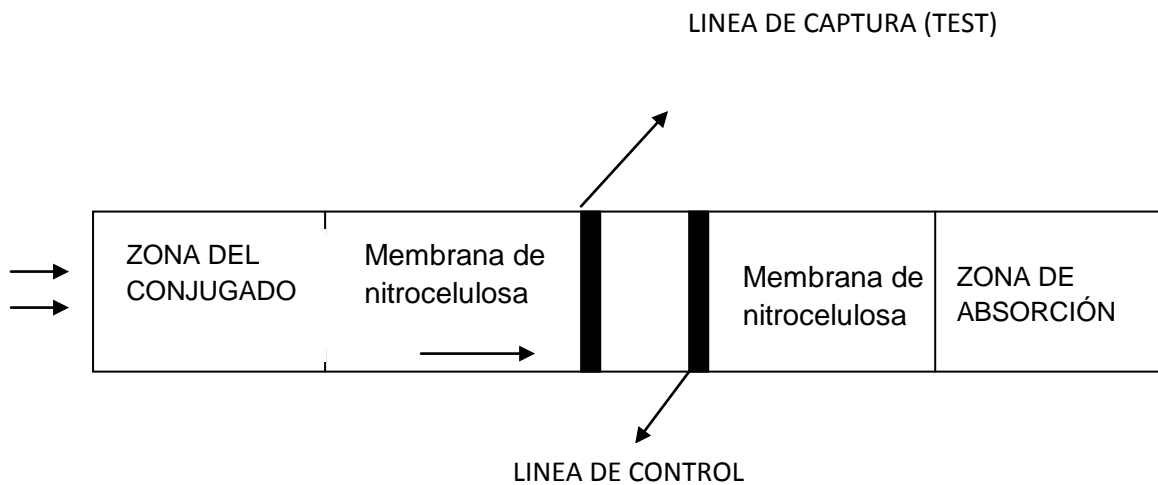 LINEA DE CAPTURA (TEST)
ZONA DEL
CONJUGADO
Membrana de
nitrocelulosa
Membrana de
nitrocelulosa
ZONA DE
ABSORCIÓN
LINEA DE CONTROL